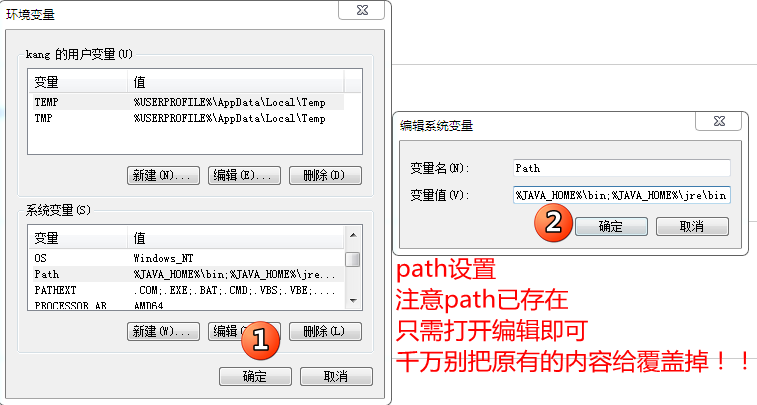 环境变量
kang 的用户变量(U)
变量 值
TEMP %USERPROFILE%\AppData\Local\Temp
TMP %USERPROFILE%\AppData\Local\Temp
新建(N)... 编辑(E)... 删除(D)
系统变量(S)
变量 值
OS Windows_NT
Path %JAVA_HOME%\bin;%JAVA_HOME%\jre...
PATHEXT .COM;.EXE;.BAT;.CMD;.VBS;.VBE;....
PROCESSOR_AR AMD64
新建(W)... 编辑 删除(L)
1
确定 取消
编辑系统变量
变量名(N): Path
变量值(V): %JAVA_HOME%\bin;%JAVA_HOME%\jre\bin
2 确定 取消
path设置
注意path已存在
只需打开编辑即可
千万别把原有的内容给覆盖掉！！